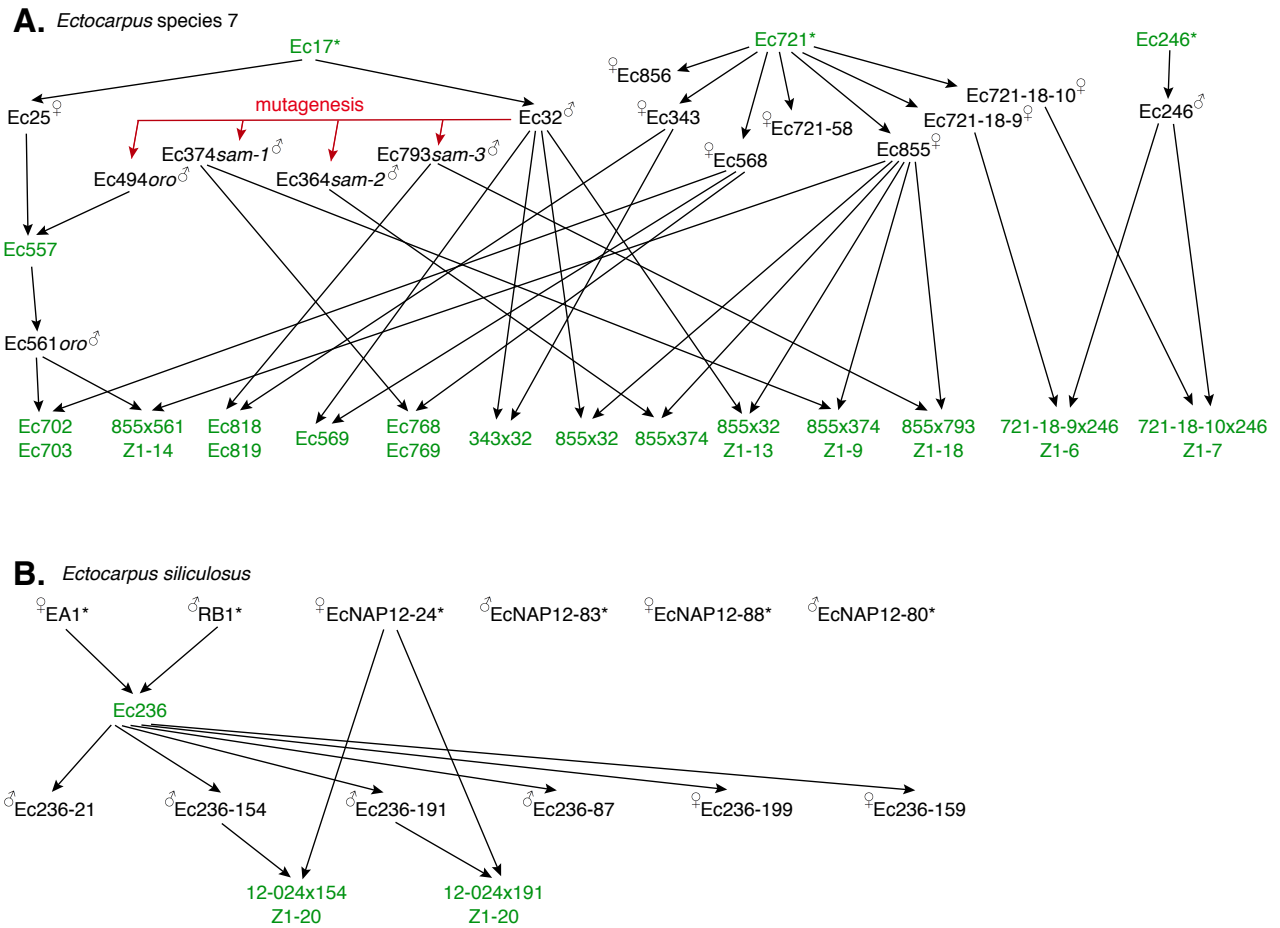 A. Ectocarpus species 7
Ec17*
Ec721*
Ec246*
♀Ec856
Ec25♀
mutagenesis
Ec32♂
♀Ec343
♀Ec721-58
Ec721-18-10♀
Ec721-18-9♀
Ec246♂
Ec374sam-1♂
Ec793sam-3♂
♀Ec568
Ec855♀
Ec494oro♂
Ec364sam-2♂
Ec557
Ec561oro♂
Ec702
Ec703
855x561
Z1-14
Ec818
Ec819
Ec569
Ec768
Ec769
343x32
855x32
855x374
855x32
Z1-13
855x374
Z1-9
855x793
Z1-18
721-18-9x246
Z1-6
721-18-10x246
Z1-7
B. Ectocarpus siliculosus
♀EA1*
♂RB1*
♀EcNAP12-24*
♂EcNAP12-83*
♀EcNAP12-88*
♂EcNAP12-80*
Ec236
♂Ec236-21
♂Ec236-154
♂Ec236-191
♂Ec236-87
♀Ec236-199
♀Ec236-159
12-024x154
Z1-20
12-024x191
Z1-20